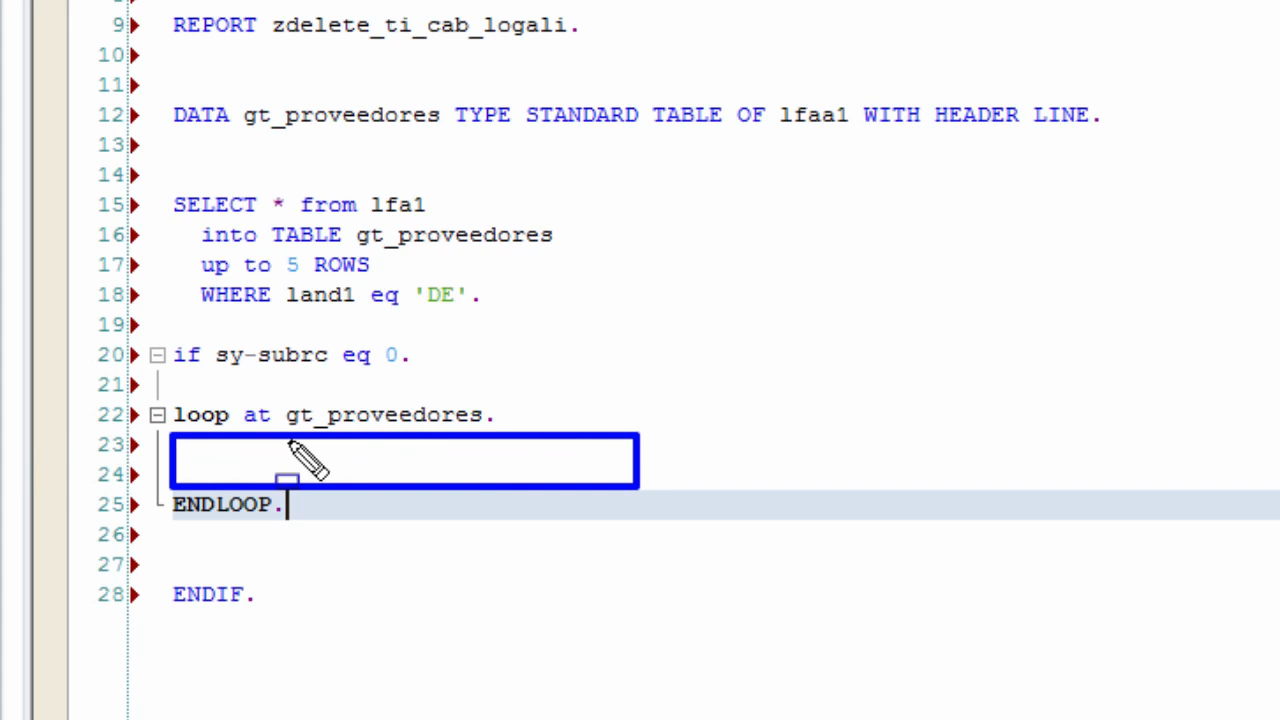 9 REPORT zdelete_ti_cab_logali.
10
11
12 DATA gt_proveedores TYPE STANDARD TABLE OF lfaa1 WITH HEADER LINE.
13
14
15 SELECT * from lfa1
16 into TABLE gt_proveedores
17 up to 5 ROWS
18 WHERE land1 eq 'DE'.
19
20 if sy-subrc eq 0.
21
22 loop at gt_proveedores.
23
24
25 ENDLOOP.
26
27
28 ENDIF.